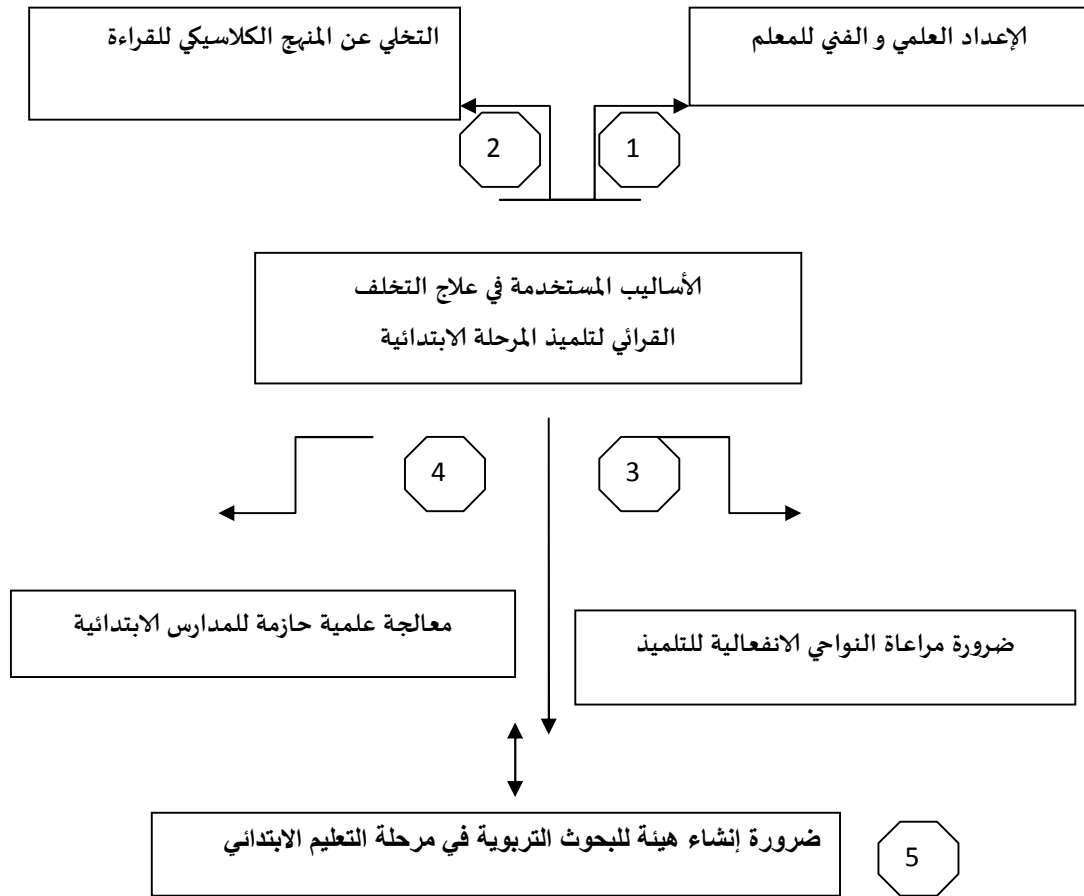 الإعداد العلمي و الفني للمعلم
التخلي عن المنهج الكلاسيكي للقراءة
1
2
الأساليب المستخدمة في علاج التخلف
القرائي لتلميذ المرحلة الابتدائية
3
4
ضرورة مراعاة النواحي الانفعالية للتلميذ
معالجة علمية حازمة للمدارس الابتدائية
ضرورة إنشاء هيئة للبحوث التربوية في مرحلة التعليم الابتدائي
5